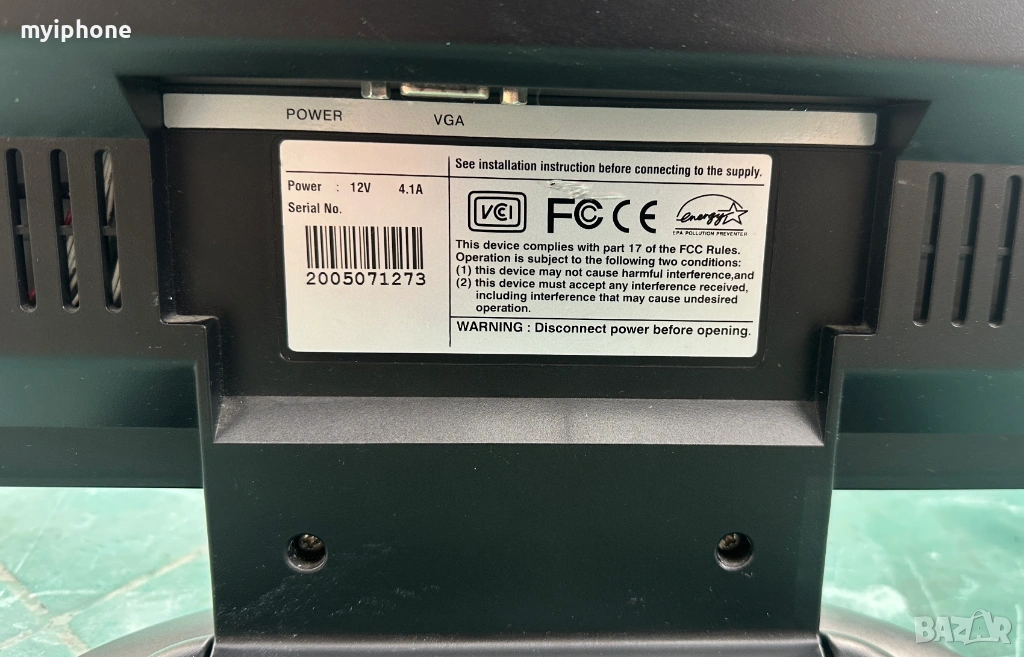 myiphone
POWER VGA
See installation instruction before connecting to the supply.
Power : 12V 4.1A
Serial No.
2005071273
VCCI FC CE energy
EPA POLLUTION PREVENTER
This device complies with part 17 of the FCC Rules.
Operation is subject to the following two conditions:
(1) this device may not cause harmful interference,and
(2) this device must accept any interference received,
including interference that may cause undesired
operation.
WARNING : Disconnect power before opening.
BAZAR